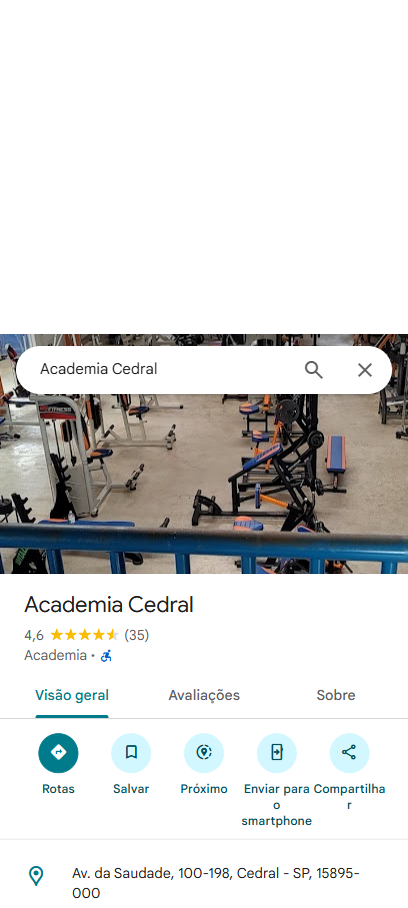 Academia Cedral
FITNESS
Academia Cedral
4,6 (35)
Academia •
Visão geral Avaliações Sobre
Rotas Salvar Próximo Enviar para o smartphone Compartilhar
Av. da Saudade, 100-198, Cedral - SP, 15895-
000